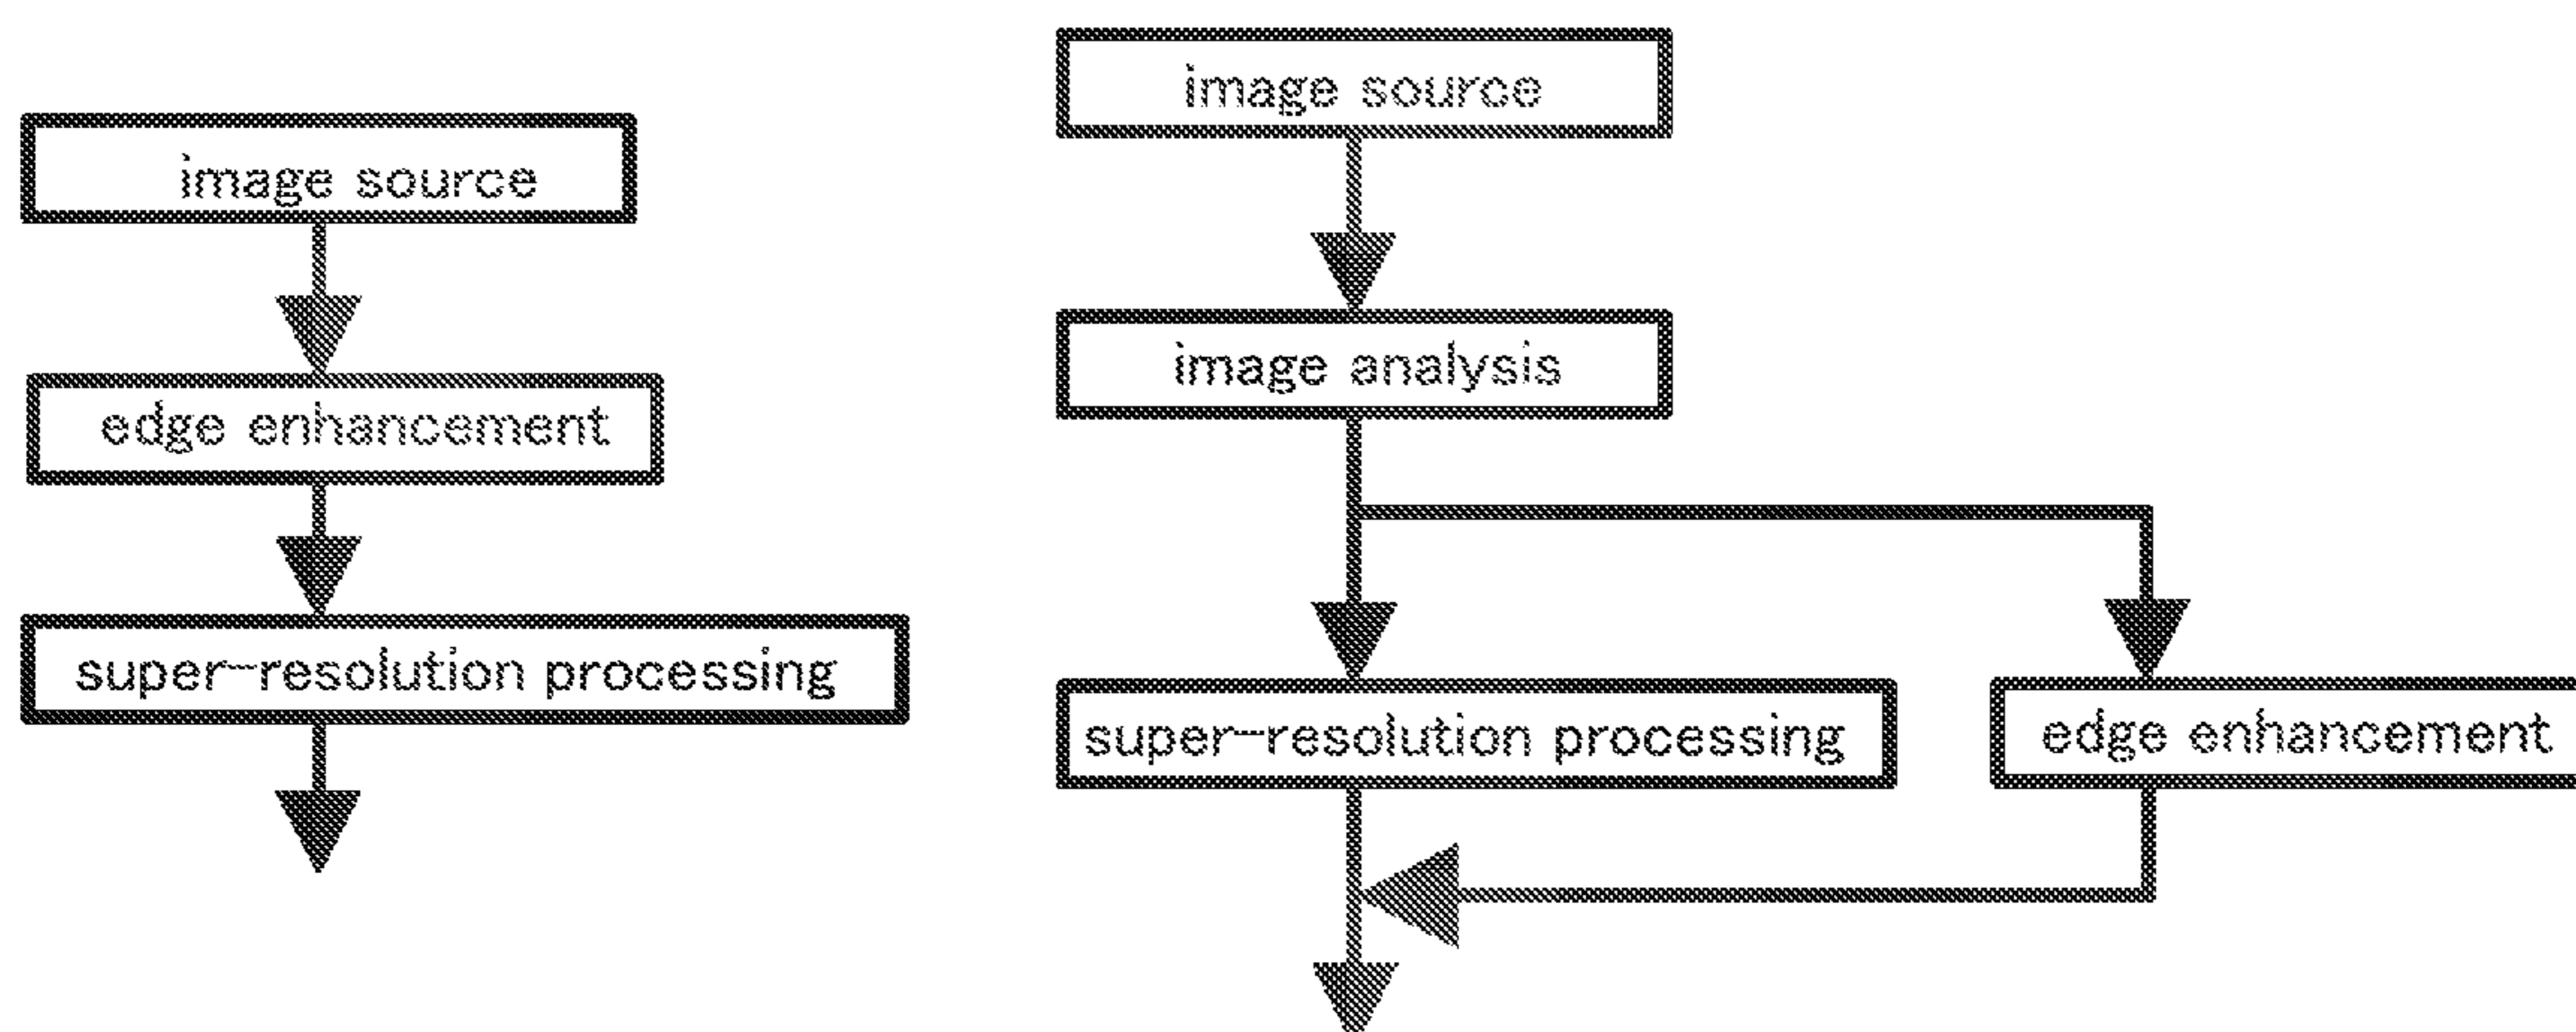 image source
edge enhancement
super-resolution processing
image source
image analysis
super-resolution processing
edge enhancement